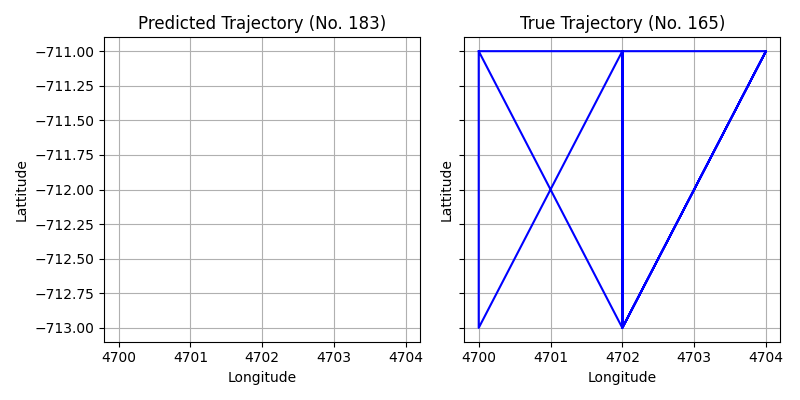 Predicted Trajectory (No. 183)
True Trajectory (No. 165)
−711.00
−711.25
−711.50
−711.75
−712.00
−712.25
−712.50
−712.75
−713.00
Lattitude
Lattitude
4700 4701 4702 4703 4704
4700 4701 4702 4703 4704
Longitude
Longitude